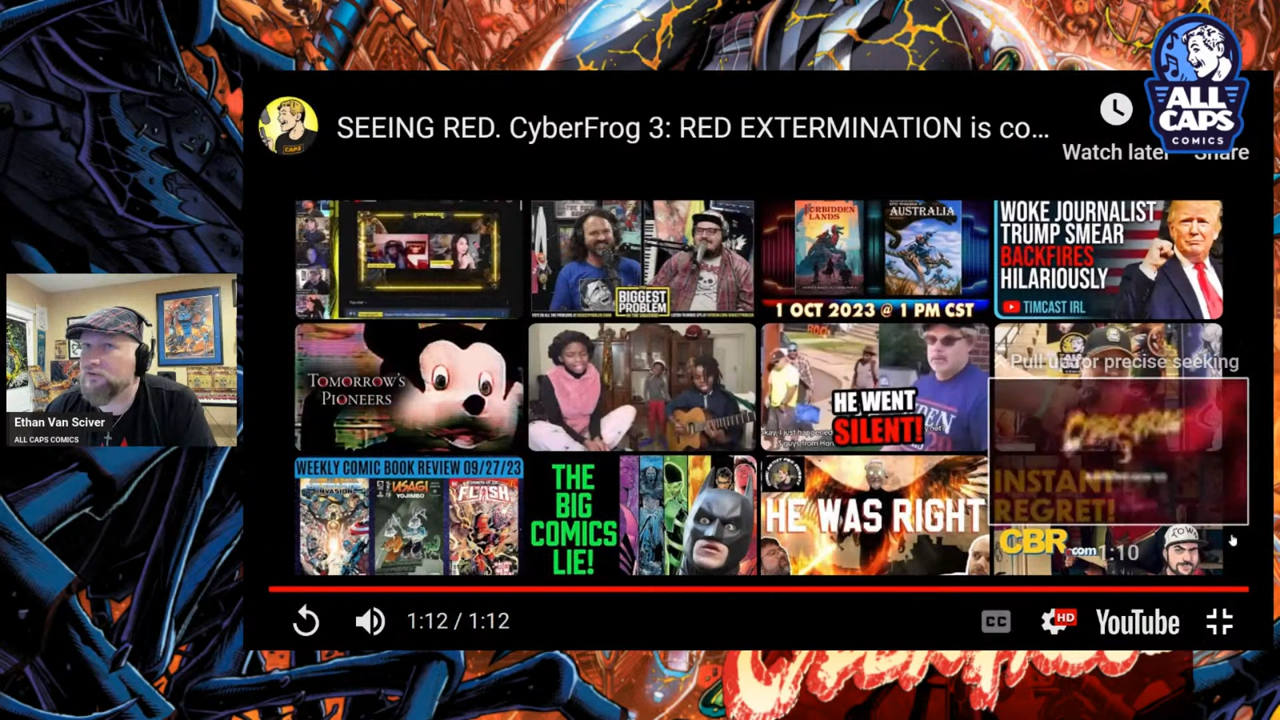 SEEING RED. CyberFrog 3: RED EXTERMINATION is co...
ALL
CAPS
COMICS
Watch later
Share
CAPS
BIGGEST
PROBLEM
FORBIDDEN
LANDS
AUSTRALIA
1 OCT 2023 @ 1 PM CST
WOKE JOURNALIST
TRUMP SMEAR
BACKFIRES
HILARIOUSLY
TIMCAST IRL
TOMORROW'S
PIONEERS
HE WENT
SILENT!
Pull up for precise seeking
INSTANT
REGRET!
1:10
Ethan Van Sciver
ALL CAPS COMICS
WEEKLY COMIC BOOK REVIEW 09/27/23
INVASION
USAGI
YOJIMBO
FLASH
THE
BIG
COMICS
LIE!
HE WAS RIGHT
CBR.com
1:12 / 1:12
CC
HD
YouTube